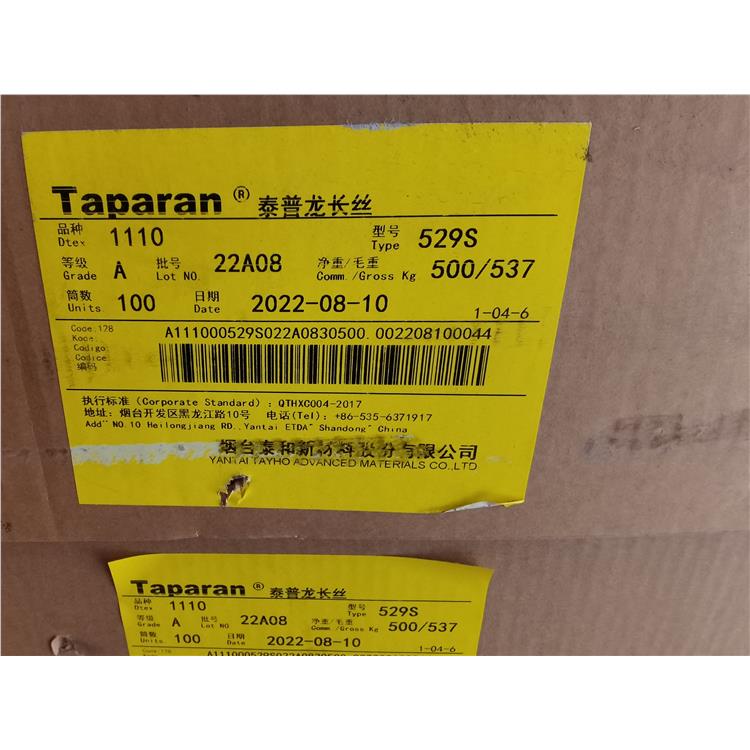 Taparan ® 泰普龙长丝
品种 1110 型号 529S
Dtex Type
等级 A 批号 22A08 净重/毛重 500/537
Grade Lot NO. Comm./Gross Kg
筒数 100 日期 2022-08-10
Units Date 1-04-6
Code:128 A111000529S022A0830500.002208100044
Kode:
Codigo:
Codice
编码
执行标准 (Corporate Standard): QTHXC004-2017
地址: 烟台开发区黑龙江路10号 电话(Tel): +86-535-6371917
Add" NO.10 Heilongjiang RD., Yantai ETDA" Shandong" China
烟台泰和新材料股份有限公司
YANTAI TAYHO ADVANCED MATERIALS CO.,LTD
Taparan ® 泰普龙长丝
品种 1110 型号 529S
Dtex Type
等级 A 批号 22A08 净重/毛重 500/537
Grade Lot NO Comm./Gross Kg
筒数 100 日期 2022-08-10
Units Date 1-04-6
Code:128